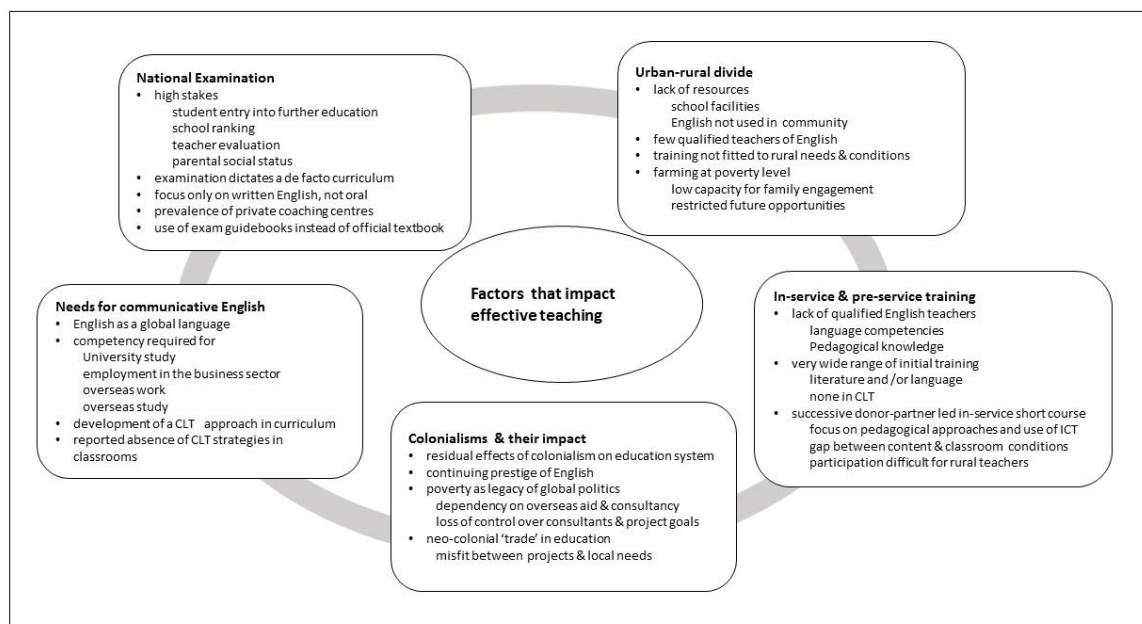 National Examination
• high stakes
student entry into further education
school ranking
teacher evaluation
parental social status
• examination dictates a de facto curriculum
• focus only on written English, not oral
• prevalence of private coaching centres
• use of exam guidebooks instead of official textbook
Urban-rural divide
• lack of resources
school facilities
English not used in community
• few qualified teachers of English
• training not fitted to rural needs & conditions
• farming at poverty level
low capacity for family engagement
restricted future opportunities
Factors that impact
effective teaching
Needs for communicative English
• English as a global language
• competency required for
University study
employment in the business sector
overseas work
overseas study
• development of a CLT approach in curriculum
• reported absence of CLT strategies in
classrooms
In-service & pre-service training
• lack of qualified English teachers
language competencies
Pedagogical knowledge
• very wide range of initial training
literature and /or language
none in CLT
• successive donor-partner led in-service short course
focus on pedagogical approaches and use of ICT
gap between content & classroom conditions
participation difficult for rural teachers
Colonialisms & their impact
• residual effects of colonialism on education system
• continuing prestige of English
• poverty as legacy of global politics
dependency on overseas aid & consultancy
loss of control over consultants & project goals
• neo-colonial ‘trade’ in education
misfit between projects & local needs